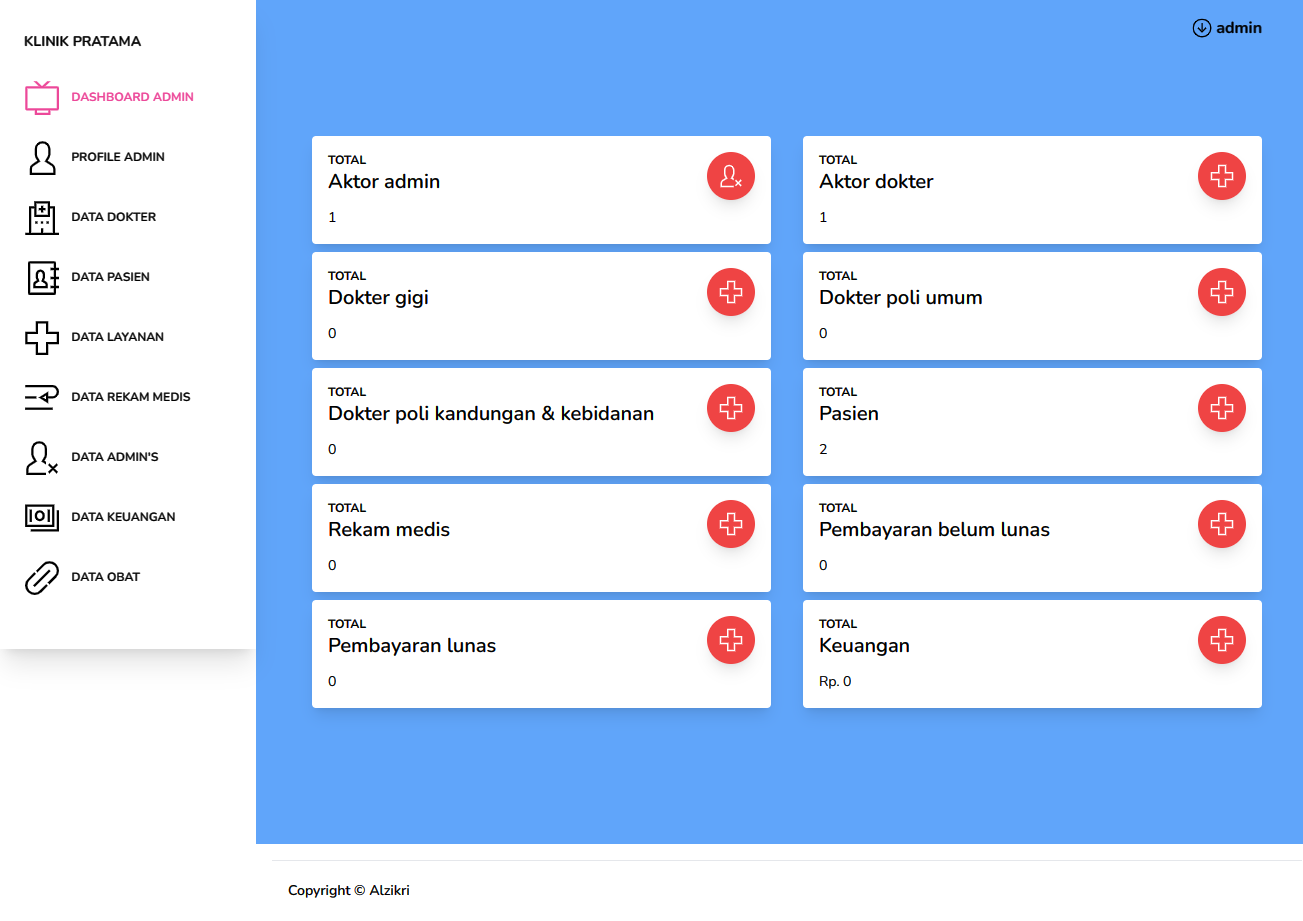 KLINIK PRATAMA
DASHBOARD ADMIN
PROFILE ADMIN
DATA DOKTER
DATA PASIEN
DATA LAYANAN
DATA REKAM MEDIS
DATA ADMIN'S
DATA KEUANGAN
DATA OBAT
admin
TOTAL
Aktor admin
1
TOTAL
Aktor dokter
1
TOTAL
Dokter gigi
0
TOTAL
Dokter poli umum
0
TOTAL
Dokter poli kandungan & kebidanan
0
TOTAL
Pasien
2
TOTAL
Rekam medis
0
TOTAL
Pembayaran belum lunas
0
TOTAL
Pembayaran lunas
0
TOTAL
Keuangan
Rp. 0
Copyright © Alzikri